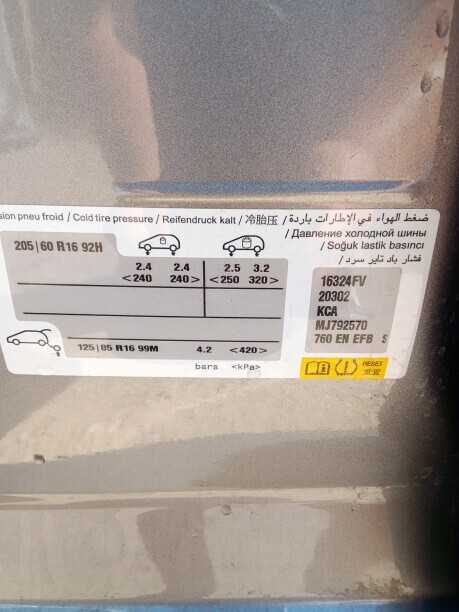 sion pneu froid / Cold tire pressure / Reifendruck kalt / 冷胎压 / ضغط الهواء في الإطارات باردة
/ Давление холодной шины
/ Soğuk lastik basıncı
فشار باد تایر سرد /
205|60 R16 92H
2.4 2.4 2.5 3.2
<240 240> <250 320>
16324FV
20302
KCA
MJ792570
760 EN EFB S
125|85 R16 99M 4.2 <420>
bars <kPa>
RESET